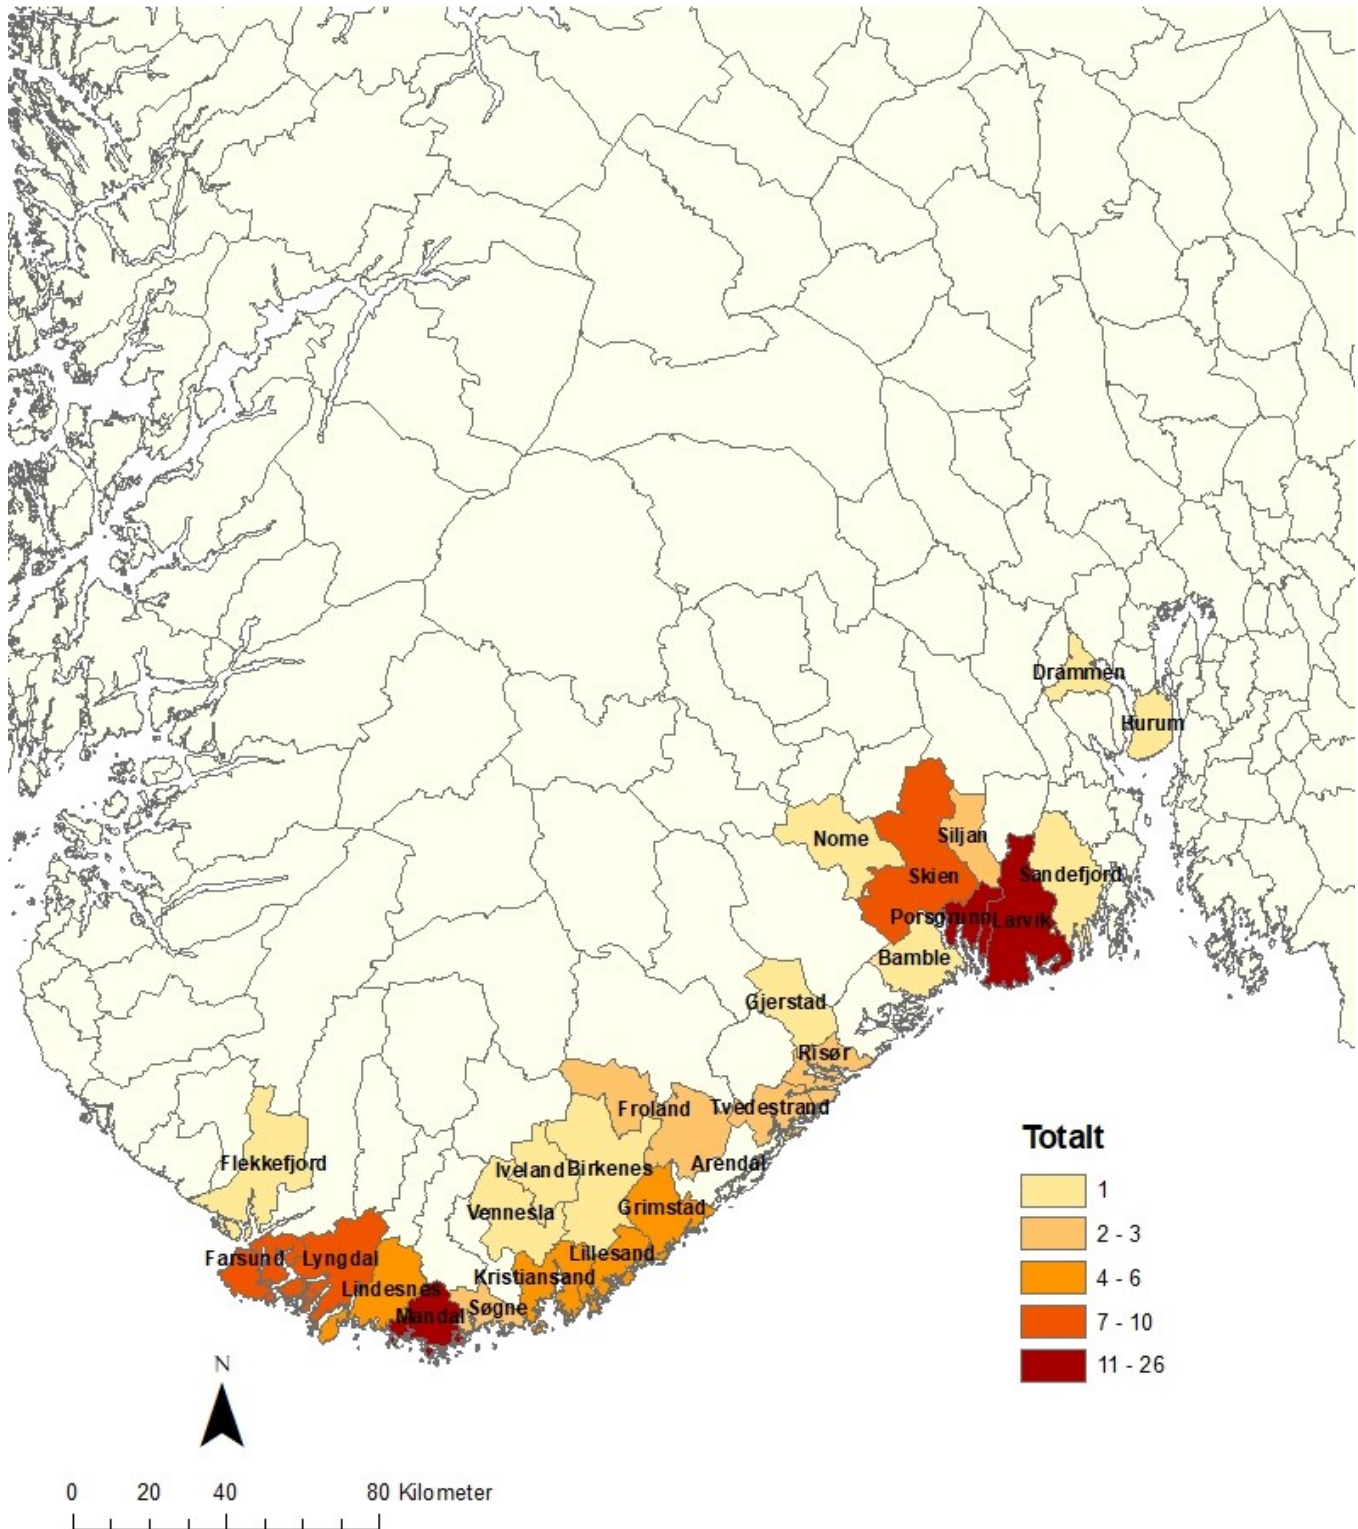 Drammen
Hurum
Nome
Siljan
Skien
Sandefjord
Porsgrunn
Larvik
Bamble
Gjerstad
Risør
Froland
Tvedestrand
Flekkefjord
Iveland
Birkenes
Arendal
Vennesla
Grimstad
Farsund
Lyngdal
Lillesand
Lindesnes
Kristiansand
Mandal
Søgne
Totalt
1
2 - 3
4 - 6
7 - 10
11 - 26
N
0 20 40 80 Kilometer